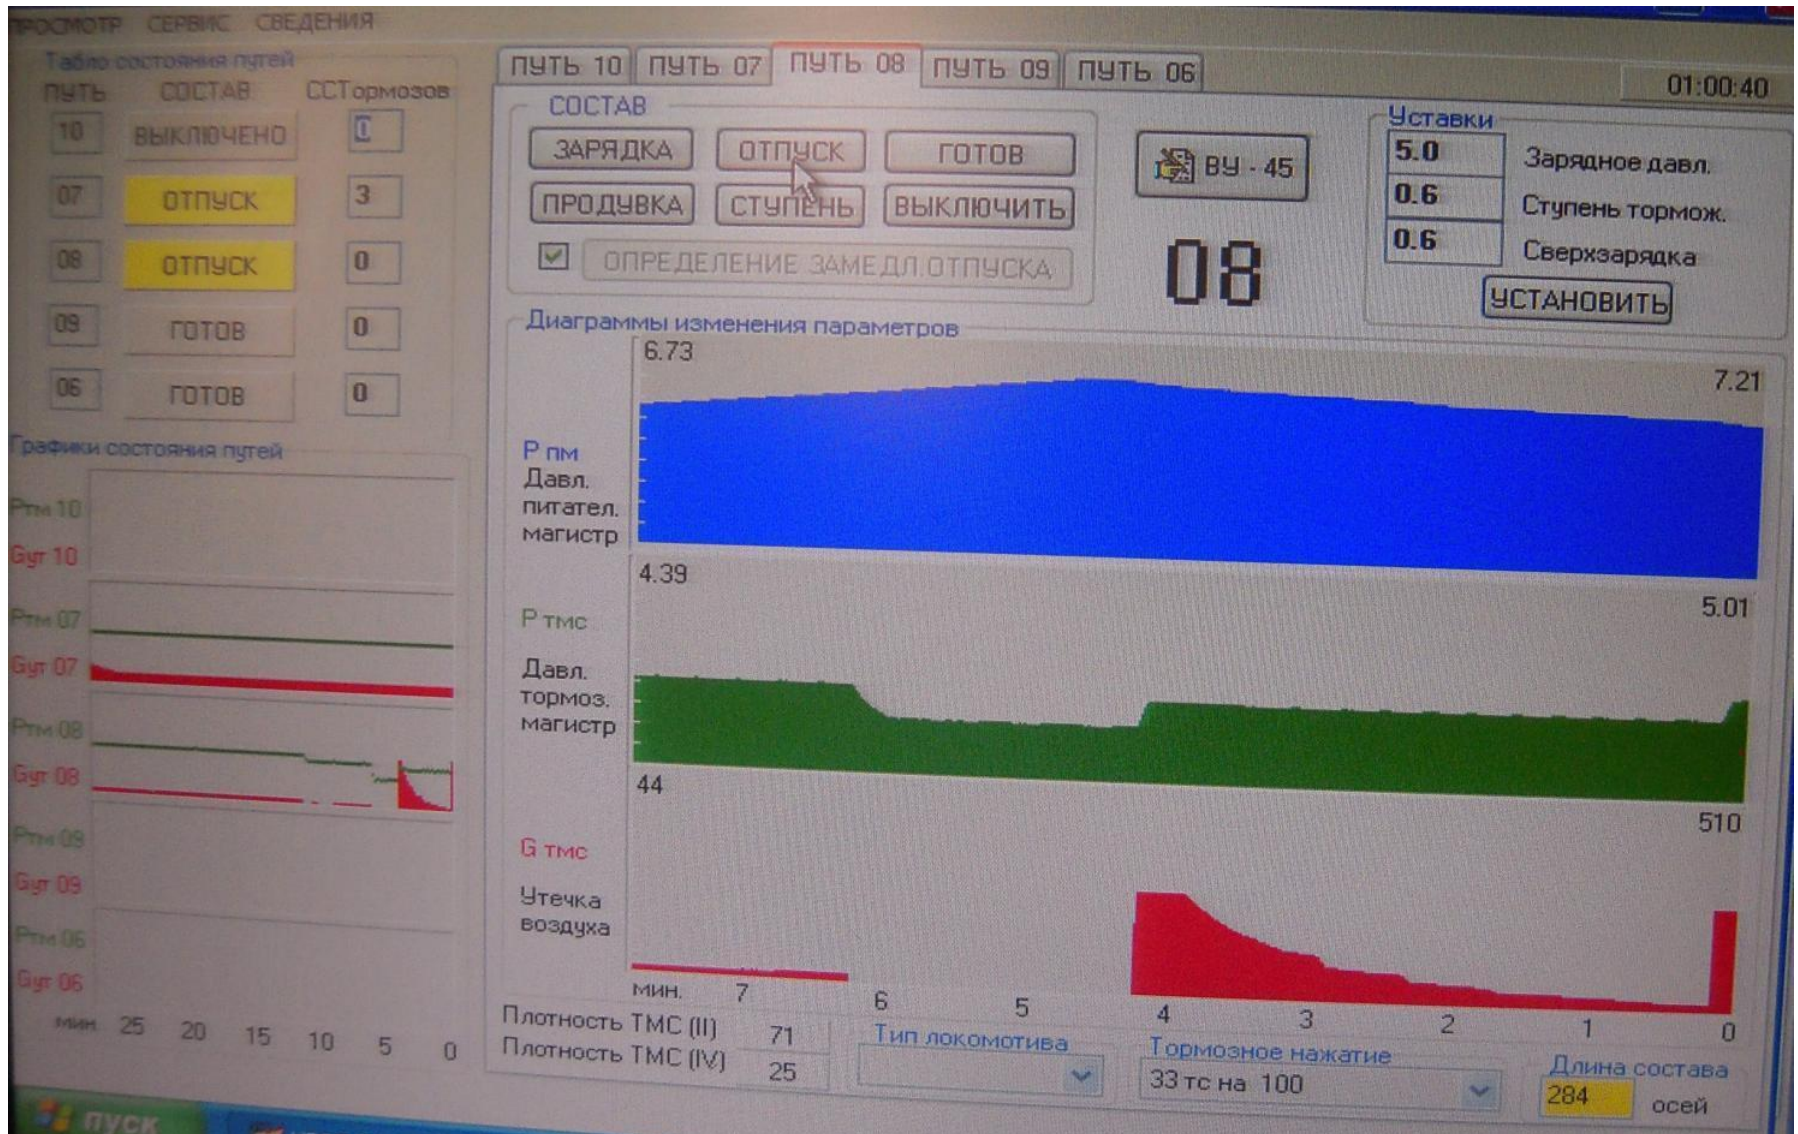 ПРОСМОТР СЕРВИС СВЕДЕНИЯ
Табло состояния путей
ПУТЬ СОСТАВ ССТормозов
10 ВЫКЛЮЧЕНО 0
07 ОТПУСК 3
08 ОТПУСК 0
09 ГОТОВ 0
06 ГОТОВ 0
Графики состояния путей
Pтм 10
Gут 10
Pтм 07
Gут 07
Pтм 08
Gут 08
Pтм 09
Gут 09
Pтм 06
Gут 06
мин 25 20 15 10 5 0
ПУТЬ 10 ПУТЬ 07 ПУТЬ 08 ПУТЬ 09 ПУТЬ 06
01:00:40
СОСТАВ
ЗАРЯДКА ОТПУСК ГОТОВ
ПРОДУВКА СТУПЕНЬ ВЫКЛЮЧИТЬ
ОПРЕДЕЛЕНИЕ ЗАМЕДЛ.ОТПУСКА
ВУ - 45
08
Уставки
5.0 Зарядное давл.
0.6 Ступень тормож.
0.6 Сверхзарядка
УСТАНОВИТЬ
Диаграммы изменения параметров
6.73 7.21
P пм
Давл.
питател.
магистр
4.39 5.01
P тмс
Давл.
тормоз.
магистр
44 510
G тмс
Утечка
воздуха
мин. 7 6 5 4 3 2 1 0
Плотность ТМС (II) 71
Плотность ТМС (IV) 25
Тип локомотива
Тормозное нажатие
33 тс на 100
Длина состава
284 осей
пуск